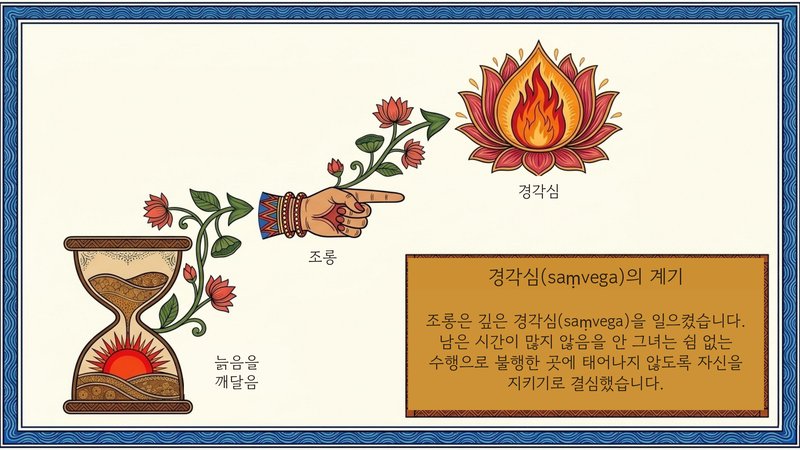 경각심
조롱
늙음을
깨달음
경각심(saṃvega)의 계기
조롱은 깊은 경각심(saṃvega)을 일으켰습니다.
남은 시간이 많지 않음을 안 그녀는 쉼 없는
수행으로 불행한 곳에 태어나지 않도록 자신을
지키기로 결심했습니다.